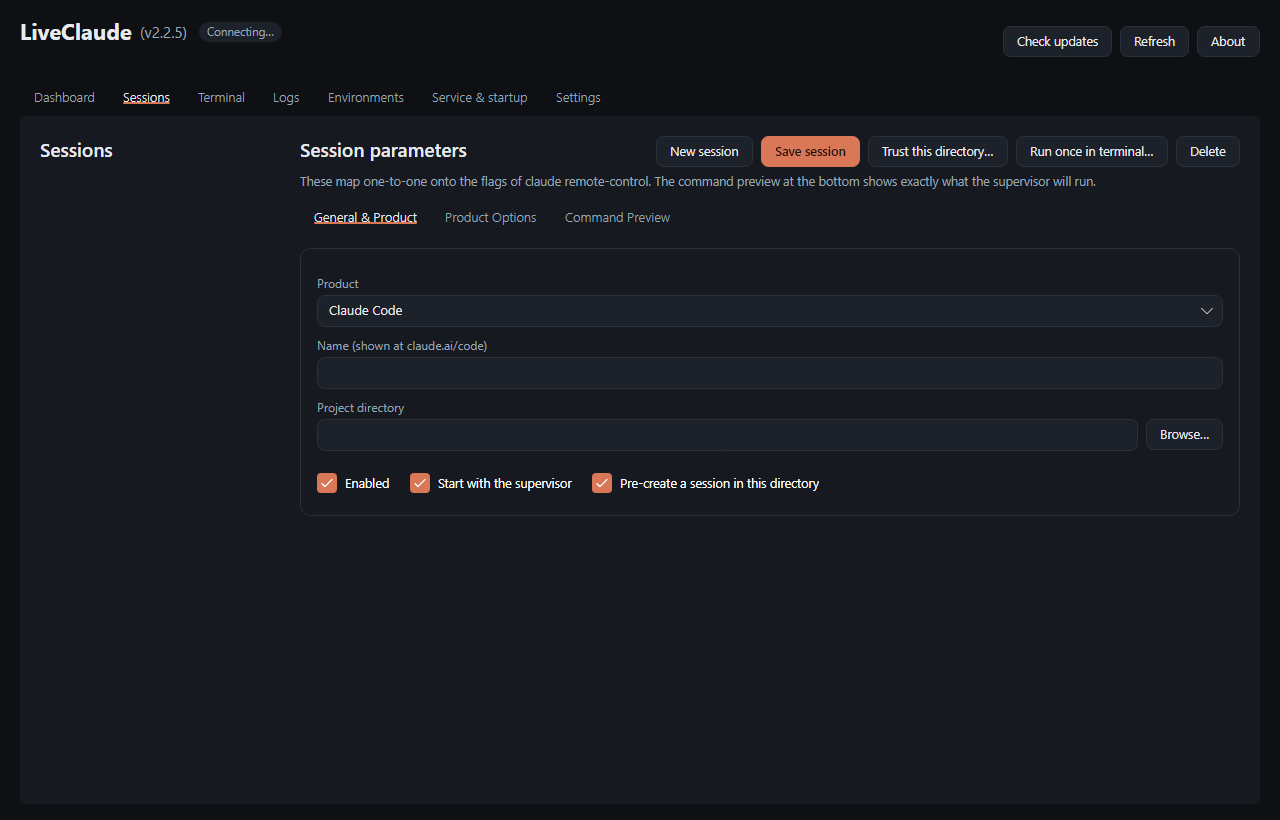 LiveClaude (v2.2.5) Connecting...
Check updates Refresh About
Dashboard Sessions Terminal Logs Environments Service & startup Settings
Sessions
Session parameters
New session Save session Trust this directory... Run once in terminal... Delete
These map one-to-one onto the flags of claude remote-control. The command preview at the bottom shows exactly what the supervisor will run.
General & Product Product Options Command Preview
Product
Claude Code
Name (shown at claude.ai/code)
Project directory
Browse...
Enabled Start with the supervisor Pre-create a session in this directory